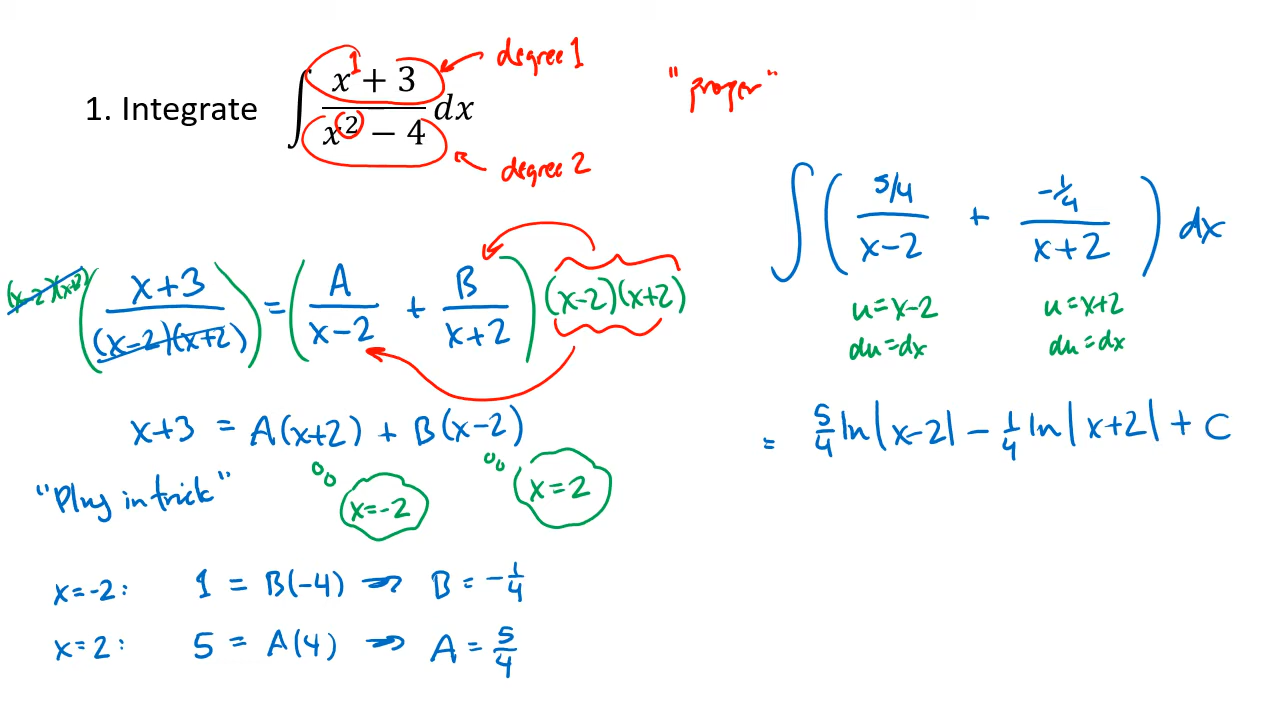 1. Integrate ∫ (x¹ + 3)/(x² − 4) dx
degree 1
degree 2
"proper"
(x−2)(x+2) ( (x+3)/((x−2)(x+2)) ) = ( A/(x−2) + B/(x+2) ) (x−2)(x+2)
x+3 = A(x+2) + B(x−2)
"Plug in trick"
x=−2
x=2
x=−2: 1 = B(−4) ⇒ B = −1/4
x=2: 5 = A(4) ⇒ A = 5/4
∫ ( (5/4)/(x−2) + (−1/4)/(x+2) ) dx
u=x−2
du=dx
u=x+2
du=dx
= 5/4 ln|x−2| − 1/4 ln|x+2| + C